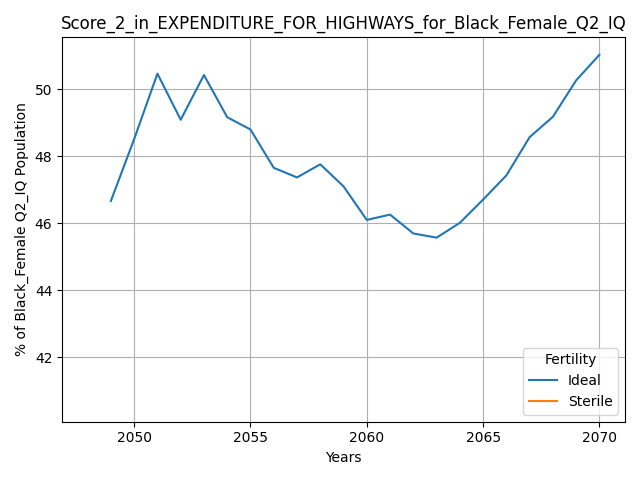 Score_2_in_EXPENDITURE_FOR_HIGHWAYS_for_Black_Female_Q2_IQ
% of Black_Female Q2_IQ Population
50
48
46
44
42
Fertility
Ideal
Sterile
2050 2055 2060 2065 2070
Years